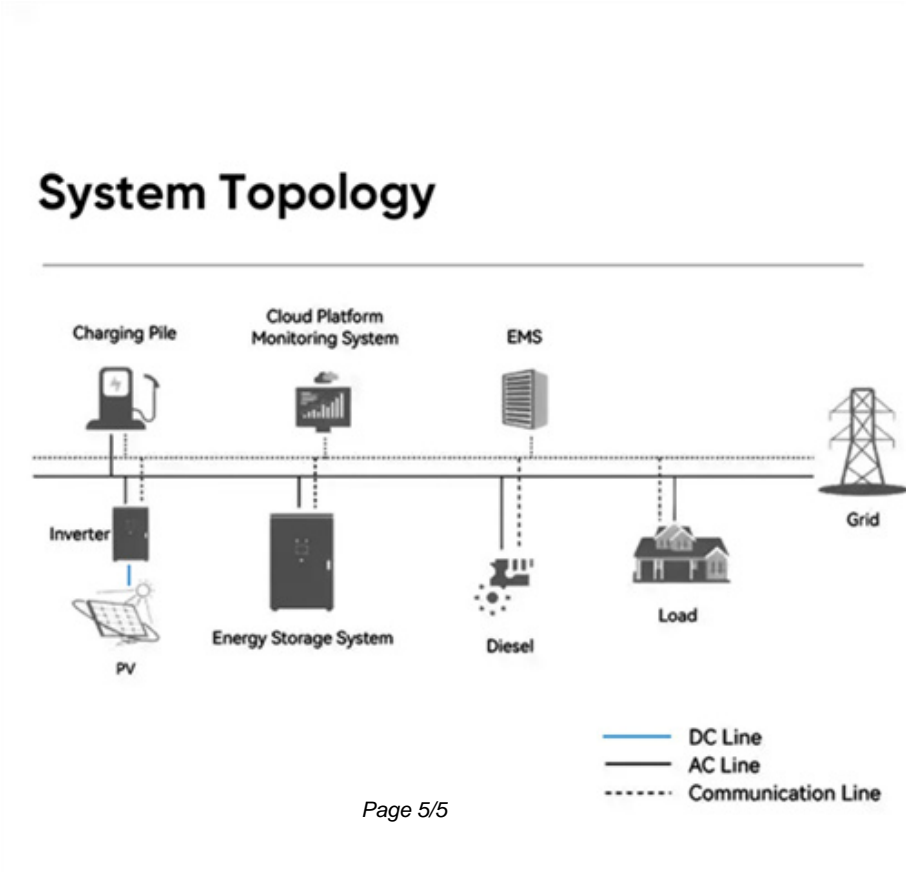 System Topology
Charging Pile
Cloud Platform
Monitoring System
EMS
Inverter
Grid
Energy Storage System
Load
Diesel
PV
DC Line
AC Line
Communication Line
Page 5/5